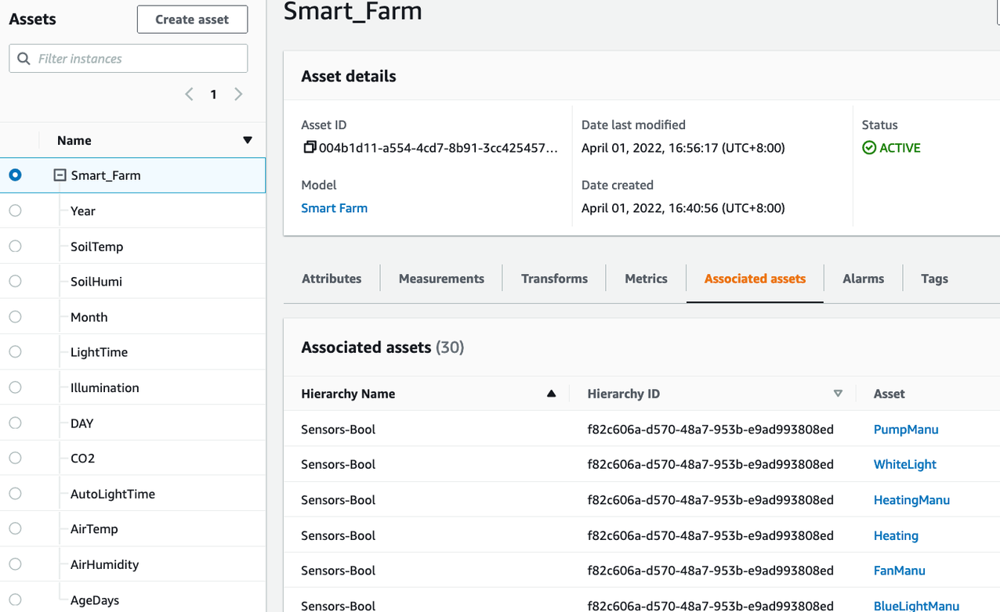 Assets
Create asset
Filter instances
1
Name
Smart_Farm
Year
SoilTemp
SoilHumi
Month
LightTime
Illumination
DAY
CO2
AutoLightTime
AirTemp
AirHumidity
AgeDays
Smart_Farm
Asset details
Asset ID
004b1d11-a554-4cd7-8b91-3cc425457...
Model
Smart Farm
Date last modified
April 01, 2022, 16:56:17 (UTC+8:00)
Date created
April 01, 2022, 16:40:56 (UTC+8:00)
Status
ACTIVE
Attributes Measurements Transforms Metrics Associated assets Alarms Tags
Associated assets (30)
Hierarchy Name Hierarchy ID Asset
Sensors-Bool f82c606a-d570-48a7-953b-e9ad993808ed PumpManu
Sensors-Bool f82c606a-d570-48a7-953b-e9ad993808ed WhiteLight
Sensors-Bool f82c606a-d570-48a7-953b-e9ad993808ed HeatingManu
Sensors-Bool f82c606a-d570-48a7-953b-e9ad993808ed Heating
Sensors-Bool f82c606a-d570-48a7-953b-e9ad993808ed FanManu
Sensors-Bool f82c606a-d570-48a7-953b-e9ad993808ed BlueLightManu